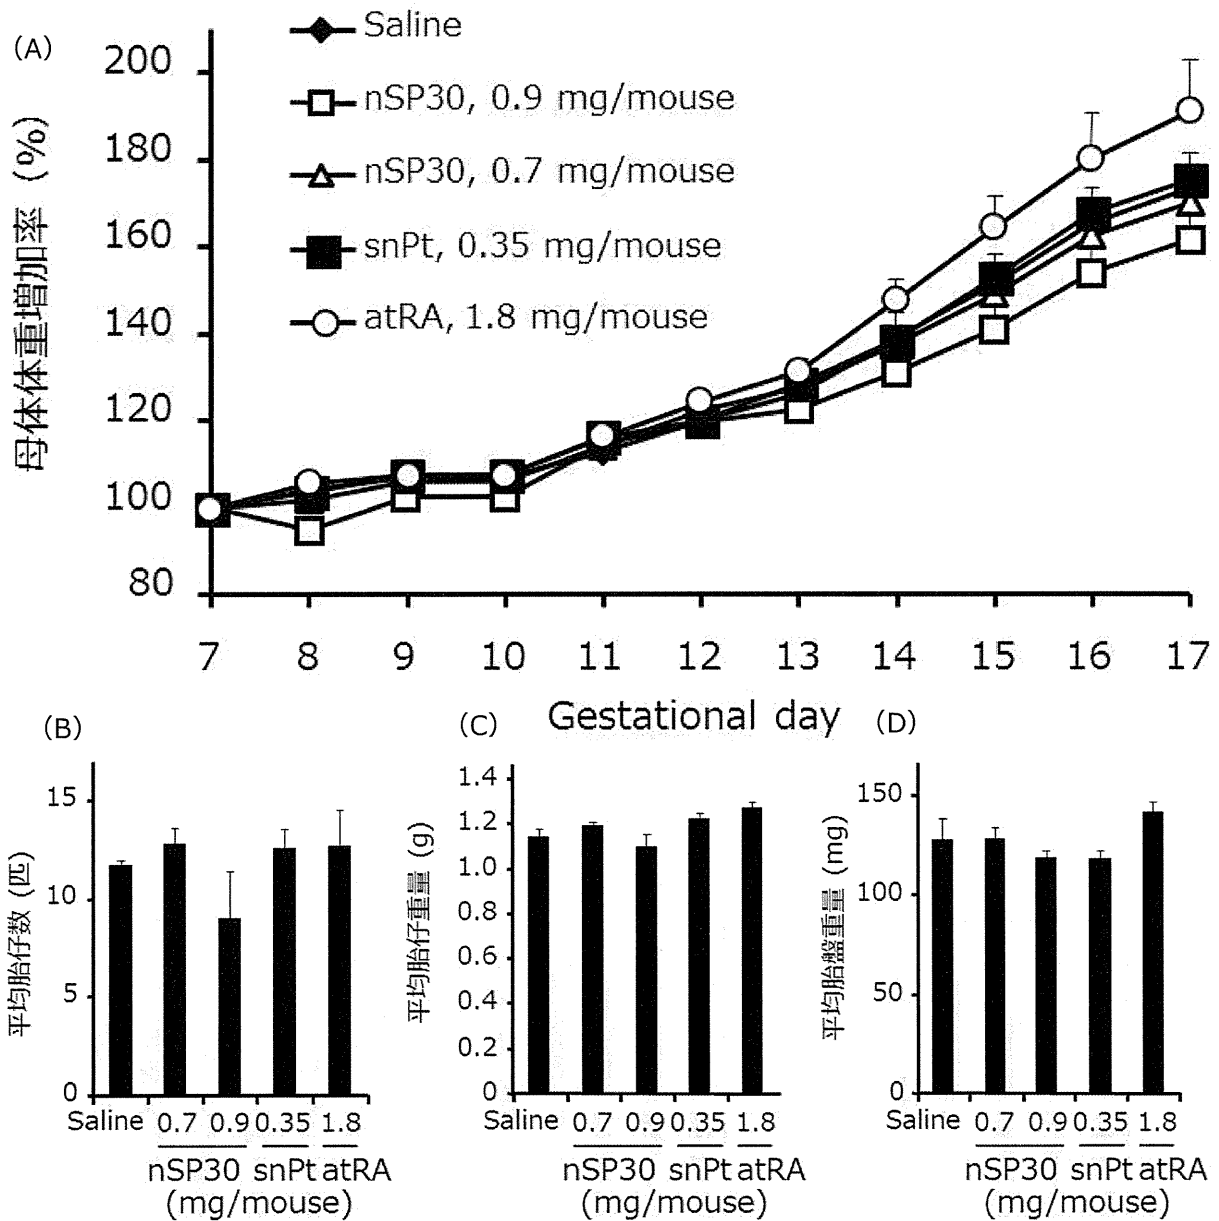 (A)
Saline
nSP30, 0.9 mg/mouse
nSP30, 0.7 mg/mouse
snPt, 0.35 mg/mouse
atRA, 1.8 mg/mouse
母体体重増加率 (%)
200
180
160
140
120
100
80
7 8 9 10 11 12 13 14 15 16 17
Gestational day
(B)
平均胎仔数 (匹)
15
10
5
0
Saline 0.7 0.9 0.35 1.8
nSP30 snPt atRA
(mg/mouse)
(C)
平均胎仔重量 (g)
1.4
1.2
1.0
1.2
0.8
0.6
0.4
0.2
0
Saline 0.7 0.9 0.35 1.8
nSP30 snPt atRA
(mg/mouse)
(D)
平均胎盤重量 (mg)
150
100
50
0
Saline 0.7 0.9 0.35 1.8
nSP30 snPt atRA
(mg/mouse)